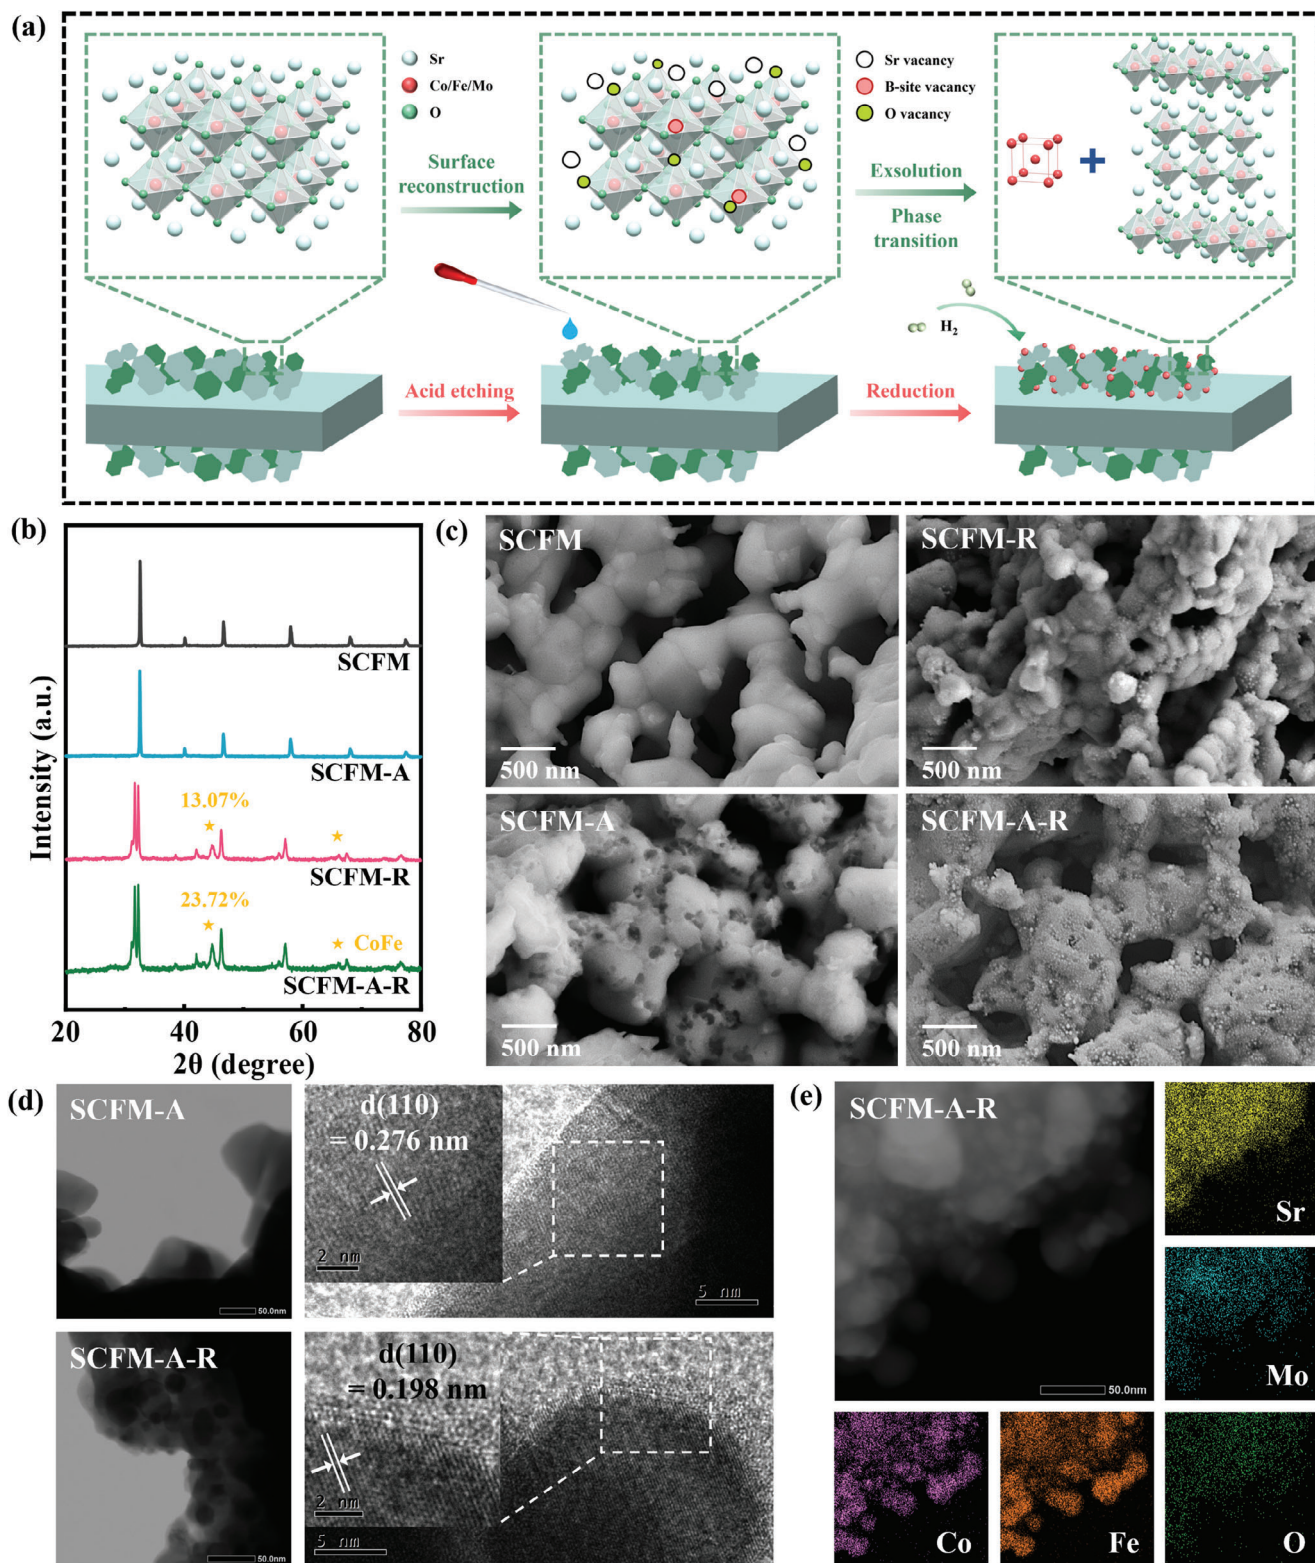 (a)
Sr
Co/Fe/Mo
O
Surface
reconstruction
Sr vacancy
B-site vacancy
O vacancy
Exsolution
Phase
transition
+
H₂
Acid etching
Reduction
(b)
SCFM
SCFM-A
13.07%
SCFM-R
23.72%
★ CoFe
SCFM-A-R
Intensity (a.u.)
20
40
60
80
2θ (degree)
(c)
SCFM
500 nm
SCFM-R
500 nm
SCFM-A
500 nm
SCFM-A-R
500 nm
(d)
SCFM-A
50.0nm
d(110)
= 0.276 nm
2 nm
5 nm
SCFM-A-R
50.0nm
d(110)
= 0.198 nm
2 nm
5 nm
(e)
SCFM-A-R
50.0nm
Sr
Mo
Co
Fe
O